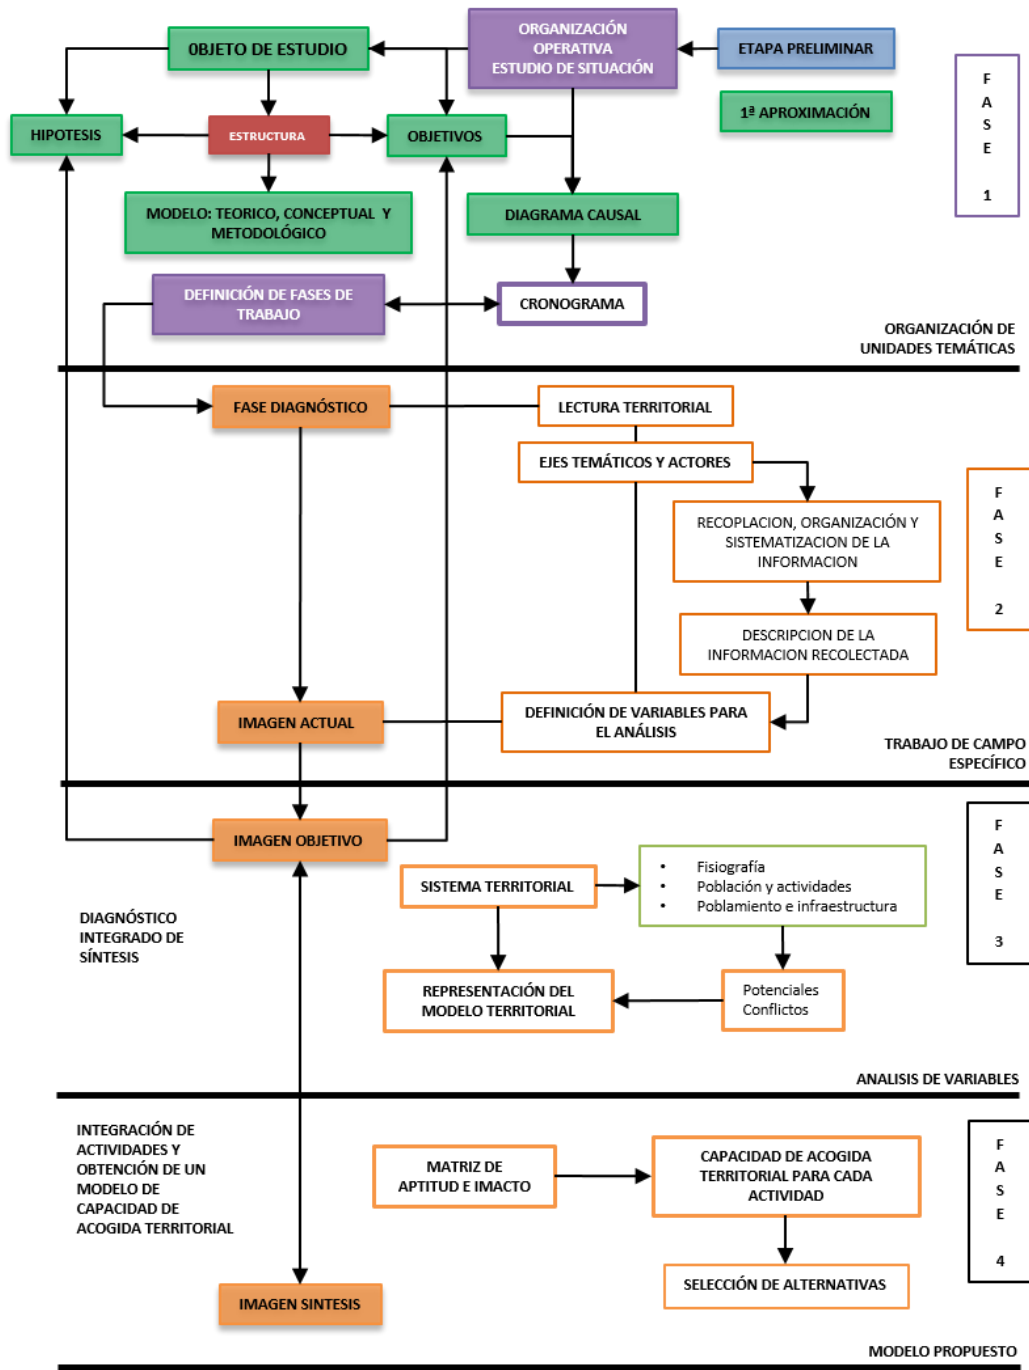 ORGANIZACIÓN
OPERATIVA
ESTUDIO DE SITUACIÓN
0BJETO DE ESTUDIO
ETAPA PRELIMINAR
F
A
S
E
1
1ª APROXIMACIÓN
HIPOTESIS
ESTRUCTURA
OBJETIVOS
MODELO: TEORICO, CONCEPTUAL Y
METODOLÓGICO
DIAGRAMA CAUSAL
DEFINICIÓN DE FASES DE
TRABAJO
CRONOGRAMA
ORGANIZACIÓN DE
UNIDADES TEMÁTICAS
FASE DIAGNÓSTICO
LECTURA TERRITORIAL
EJES TEMÁTICOS Y ACTORES
F
A
S
E
2
RECOPLACION, ORGANIZACIÓN Y
SISTEMATIZACION DE LA
INFORMACION
DESCRIPCION DE LA
INFORMACION RECOLECTADA
IMAGEN ACTUAL
DEFINICIÓN DE VARIABLES PARA
EL ANÁLISIS
TRABAJO DE CAMPO
ESPECÍFICO
IMAGEN OBJETIVO
F
A
S
E
3
SISTEMA TERRITORIAL
• Fisiografía
• Población y actividades
• Poblamiento e infraestructura
DIAGNÓSTICO
INTEGRADO DE
SÍNTESIS
REPRESENTACIÓN DEL
MODELO TERRITORIAL
Potenciales
Conflictos
ANALISIS DE VARIABLES
INTEGRACIÓN DE
ACTIVIDADES Y
OBTENCIÓN DE UN
MODELO DE
CAPACIDAD DE
ACOGIDA TERRITORIAL
MATRIZ DE
APTITUD E IMACTO
CAPACIDAD DE ACOGIDA
TERRITORIAL PARA CADA
ACTIVIDAD
F
A
S
E
4
SELECCIÓN DE ALTERNATIVAS
IMAGEN SINTESIS
MODELO PROPUESTO